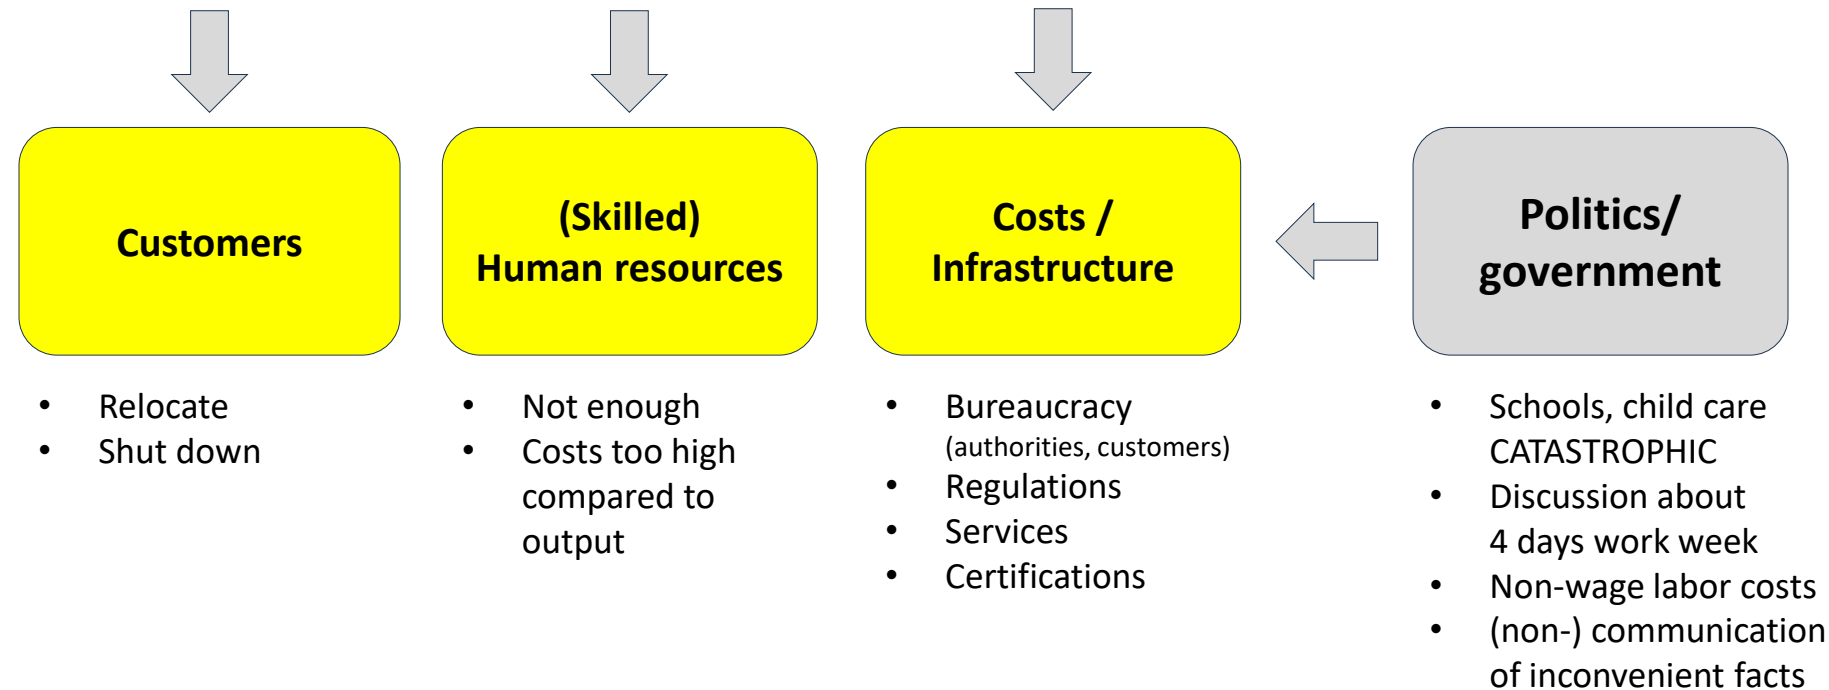 Customers
• Relocate
• Shut down
(Skilled)
Human resources
• Not enough
• Costs too high
compared to
output
Costs /
Infrastructure
• Bureaucracy
(authorities, customers)
• Regulations
• Services
• Certifications
Politics/
government
• Schools, child care
CATASTROPHIC
• Discussion about
4 days work week
• Non-wage labor costs
• (non-) communication
of inconvenient facts